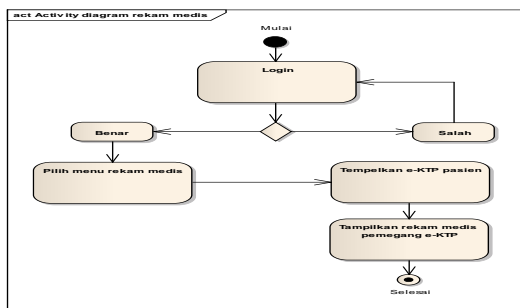 act Activity diagram rekam medis
Mulai
Login
Benar
Salah
Pilih menu rekam medis
Tempelkan e-KTP pasien
Tampilkan rekam medis
pemegang e-KTP
Selesai